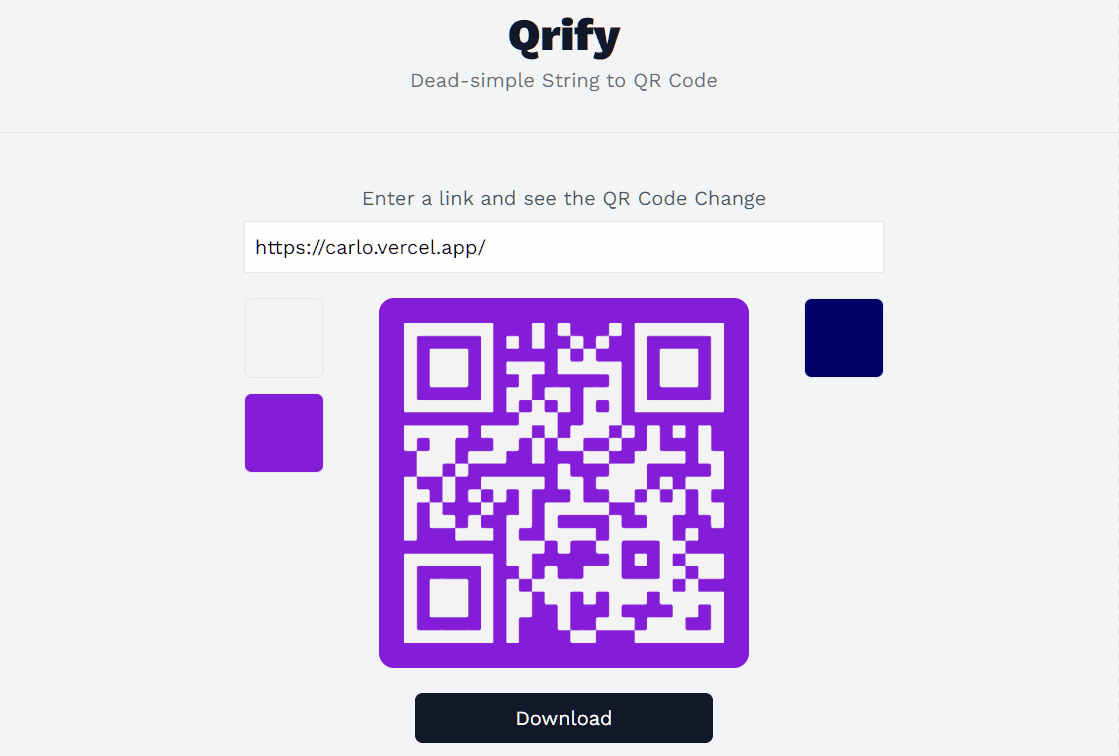 Qrify
Dead-simple String to QR Code
Enter a link and see the QR Code Change
https://carlo.vercel.app/
Download